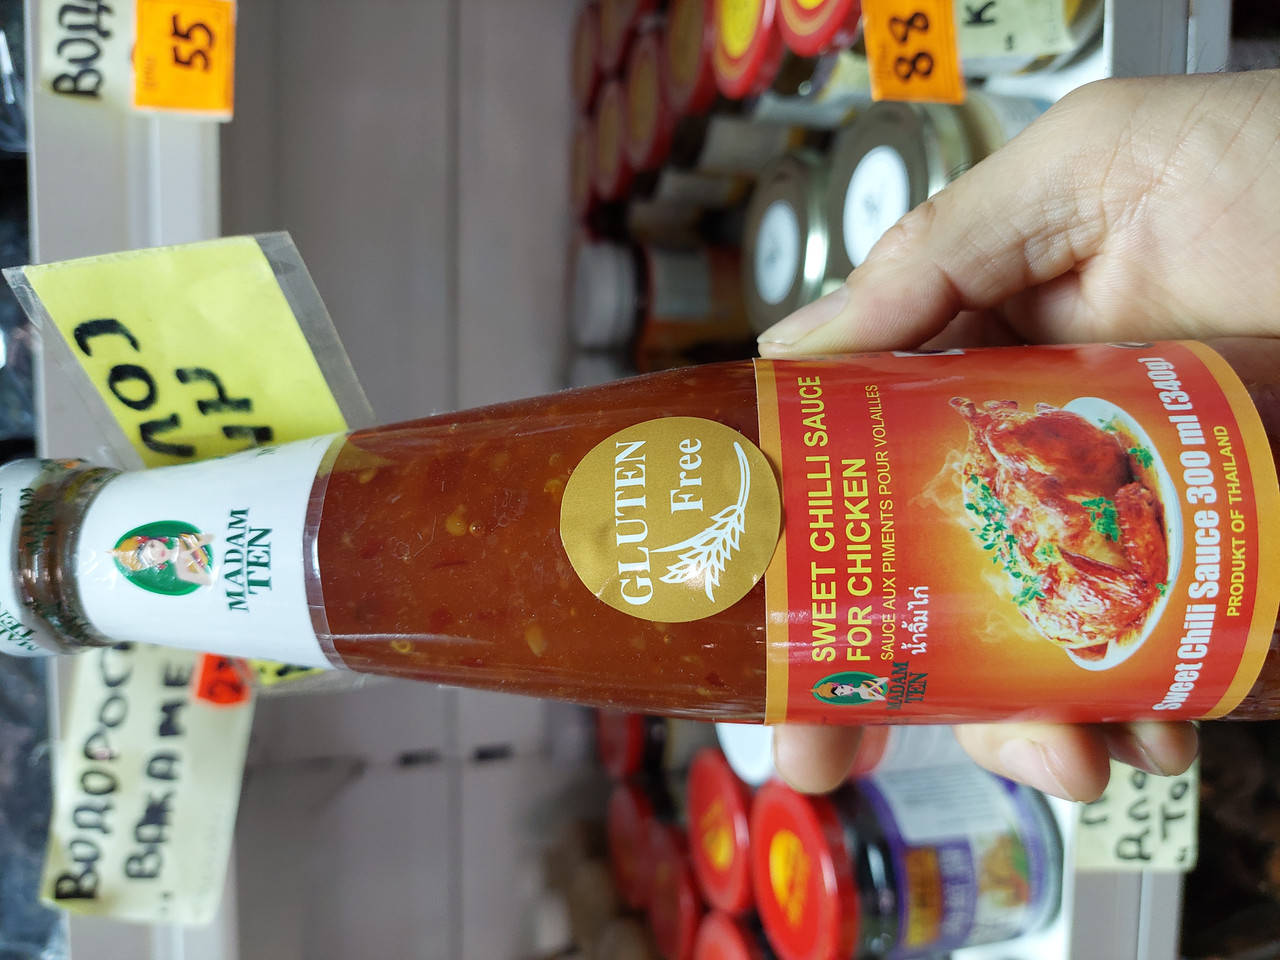 MADAM
TEN
GLUTEN
Free
SWEET CHILLI SAUCE
FOR CHICKEN
SAUCE AUX PIMENTS POUR VOLAILLES
น้ำจิ้มไก่
MADAM
TEN
Sweet Chili Sauce 300 ml (340g)
PRODUKT OF THAILAND
ВОДОРОС
ВАКАМЕ
55
88